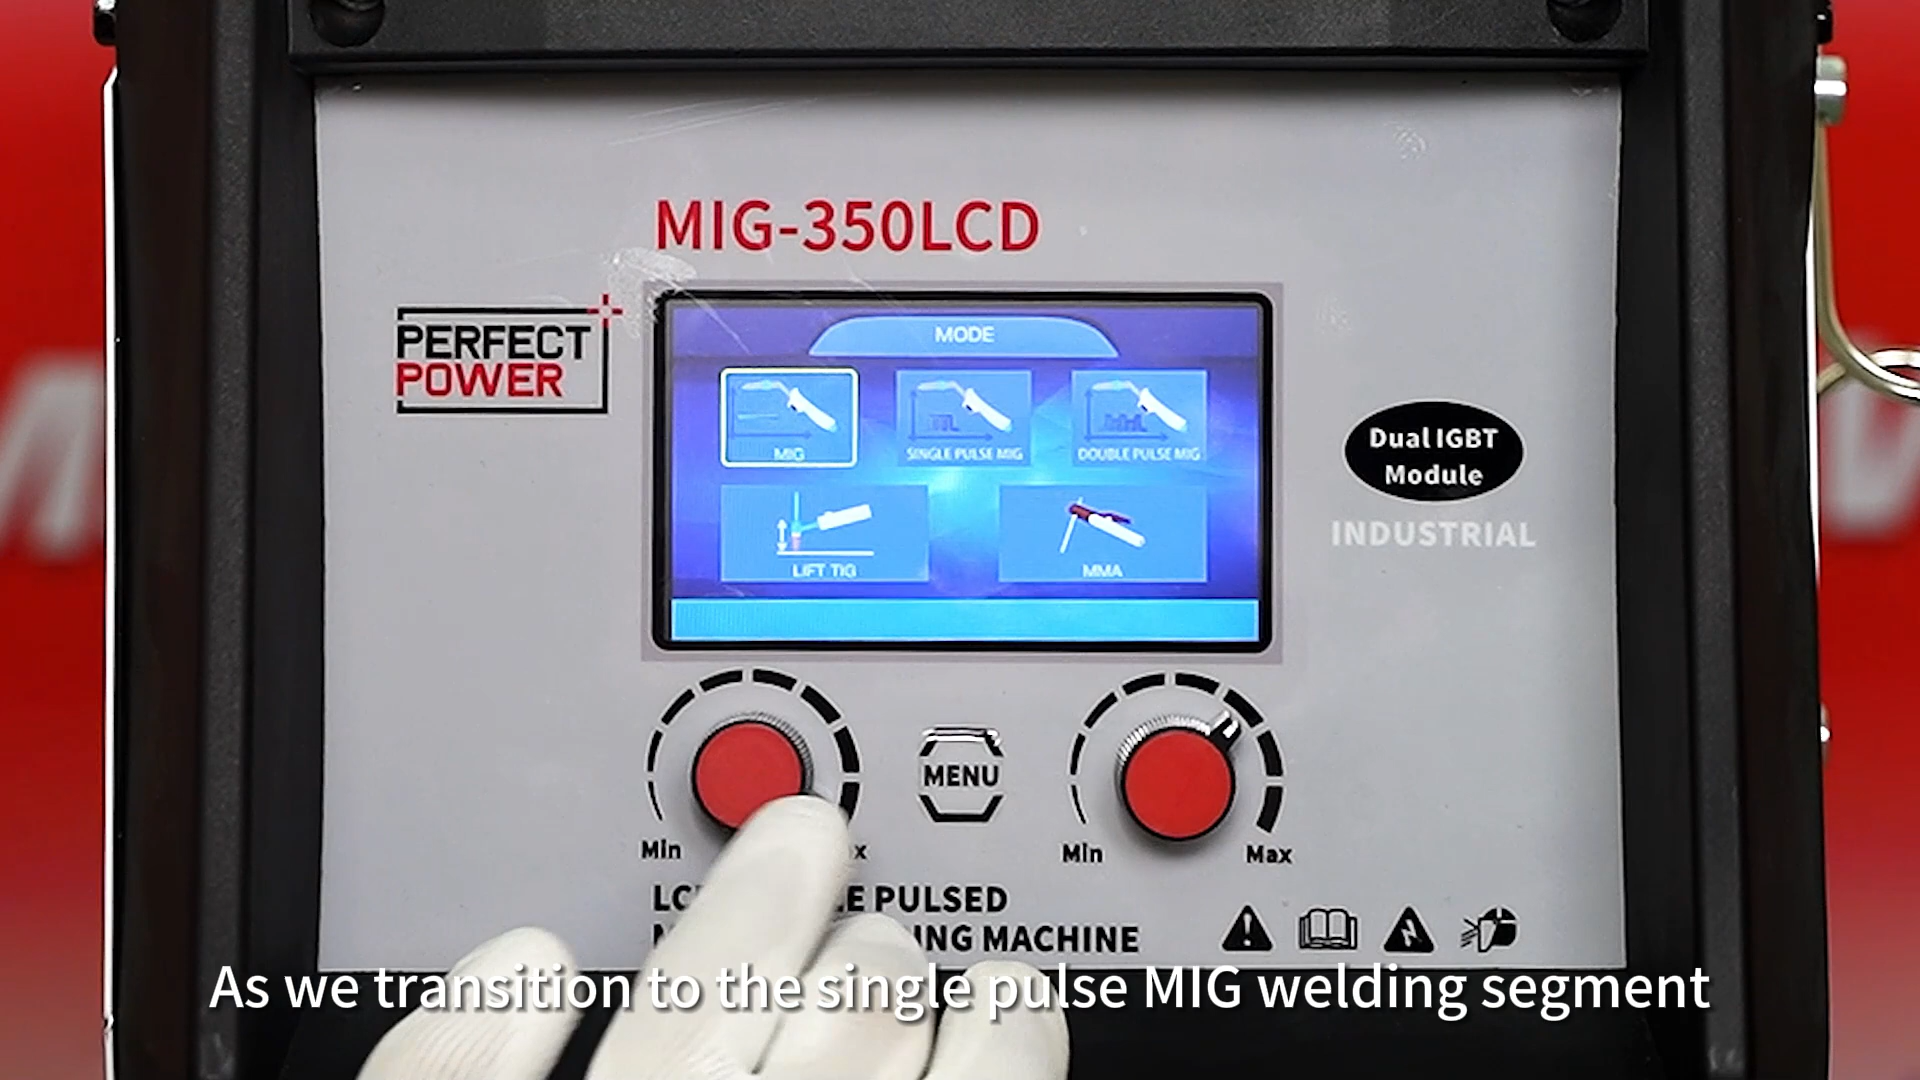 MIG-350LCD
PERFECT
POWER
MODE
MIG
SINGLE PULSE MIG
DOUBLE PULSE MIG
LIFT TIG
MMA
Dual IGBT
Module
INDUSTRIAL
MENU
Min
Min
Max
PULSED
MACHINE
As we transition to the single pulse MIG welding segment